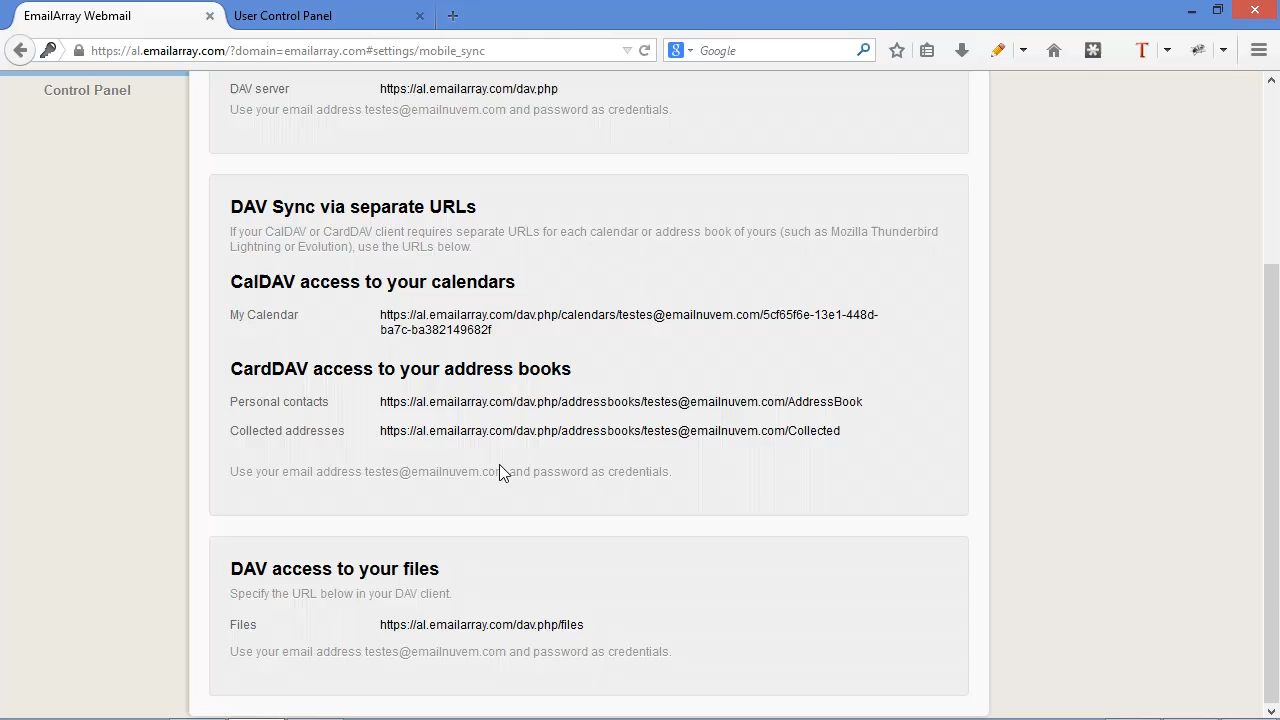 EmailArray Webmail
User Control Panel
https://al.emailarray.com/?domain=emailarray.com#settings/mobile_sync
Google
Control Panel
DAV server https://al.emailarray.com/dav.php
Use your email address testes@emailnuvem.com and password as credentials.
DAV Sync via separate URLs
If your CalDAV or CardDAV client requires separate URLs for each calendar or address book of yours (such as Mozilla Thunderbird
Lightning or Evolution), use the URLs below.
CalDAV access to your calendars
My Calendar https://al.emailarray.com/dav.php/calendars/testes@emailnuvem.com/5cf65f6e-13e1-448d-
ba7c-ba382149682f
CardDAV access to your address books
Personal contacts https://al.emailarray.com/dav.php/addressbooks/testes@emailnuvem.com/AddressBook
Collected addresses https://al.emailarray.com/dav.php/addressbooks/testes@emailnuvem.com/Collected
Use your email address testes@emailnuvem.com and password as credentials.
DAV access to your files
Specify the URL below in your DAV client.
Files https://al.emailarray.com/dav.php/files
Use your email address testes@emailnuvem.com and password as credentials.